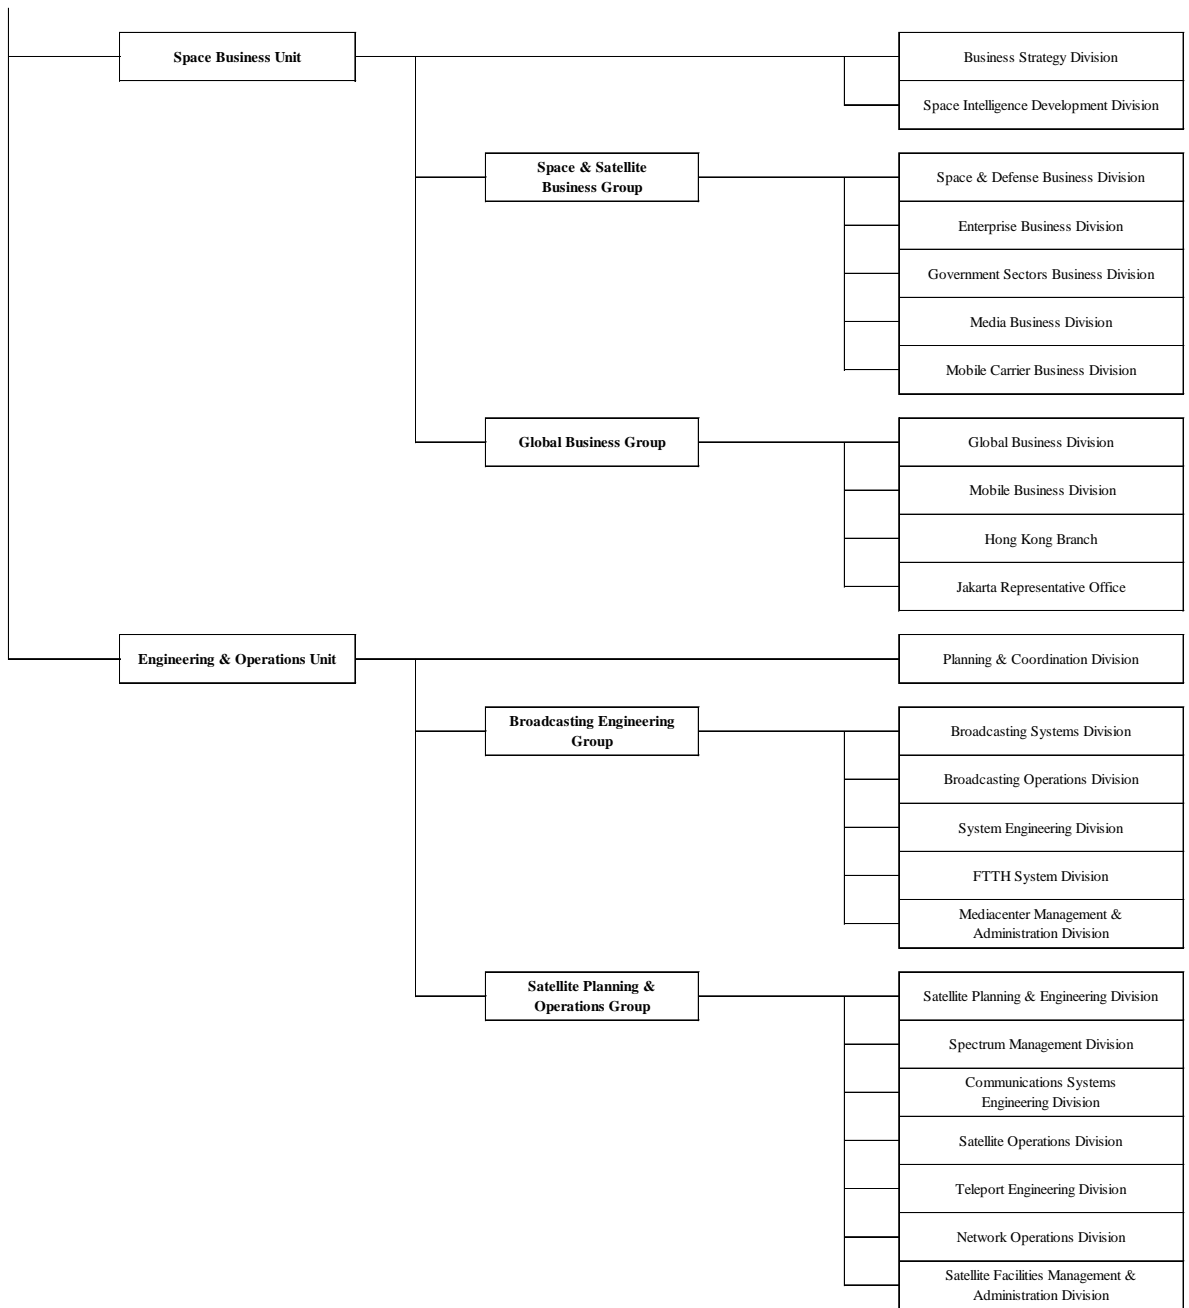 Space Business Unit
Business Strategy Division
Space Intelligence Development Division
Space & Satellite
Business Group
Space & Defense Business Division
Enterprise Business Division
Government Sectors Business Division
Media Business Division
Mobile Carrier Business Division
Global Business Group
Global Business Division
Mobile Business Division
Hong Kong Branch
Jakarta Representative Office
Engineering & Operations Unit
Planning & Coordination Division
Broadcasting Engineering
Group
Broadcasting Systems Division
Broadcasting Operations Division
System Engineering Division
FTTH System Division
Mediacenter Management &
Administration Division
Satellite Planning &
Operations Group
Satellite Planning & Engineering Division
Spectrum Management Division
Communications Systems
Engineering Division
Satellite Operations Division
Teleport Engineering Division
Network Operations Division
Satellite Facilities Management &
Administration Division